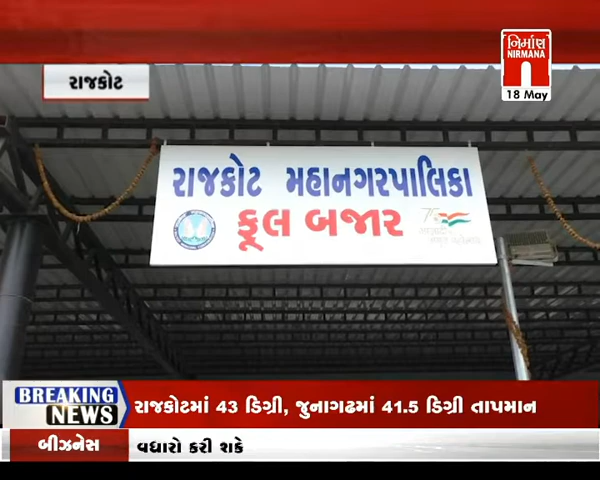 નિર્માણ
NIRMANA
18 May
રાજકોટ
રાજકોટ મહાનગરપાલિકા
ફૂલ બજાર
BREAKING NEWS
રાજકોટમાં 43 ડિગ્રી, જુનાગઢમાં 41.5 ડિગ્રી તાપમાન
બીઝનેસ
વધારો કરી શકે